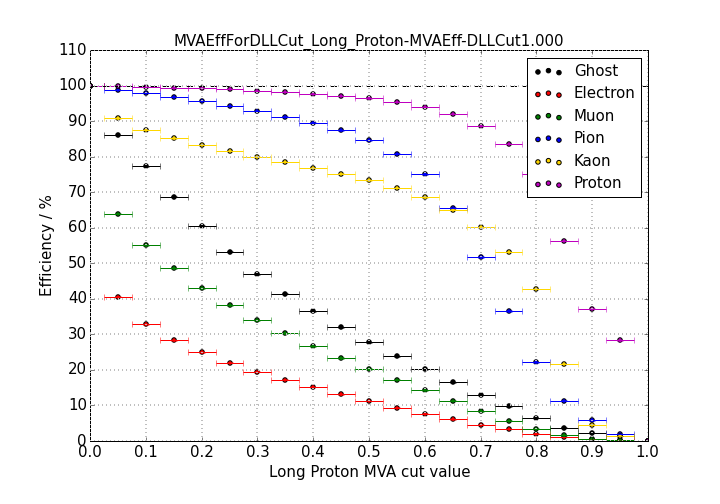 MVAEffForDLLCut_Long_Proton-MVAEff-DLLCut1.000
110
100
90
80
70
60
50
40
30
20
10
0
Efficiency / %
Ghost
Electron
Muon
Pion
Kaon
Proton
0.0 0.1 0.2 0.3 0.4 0.5 0.6 0.7 0.8 0.9 1.0
Long Proton MVA cut value